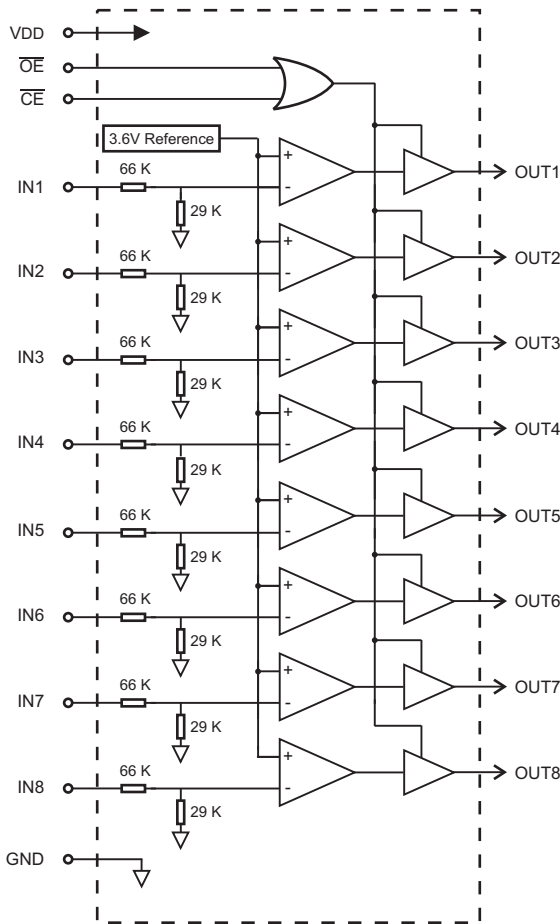 VDD
OE
CE
3.6V Reference
66 K
+
-
IN1
OUT1
29 K
66 K
+
-
IN2
OUT2
29 K
66 K
+
-
IN3
OUT3
29 K
66 K
+
-
IN4
OUT4
29 K
66 K
+
-
IN5
OUT5
29 K
66 K
+
-
IN6
OUT6
29 K
66 K
+
-
IN7
OUT7
29 K
66 K
+
-
IN8
OUT8
29 K
GND